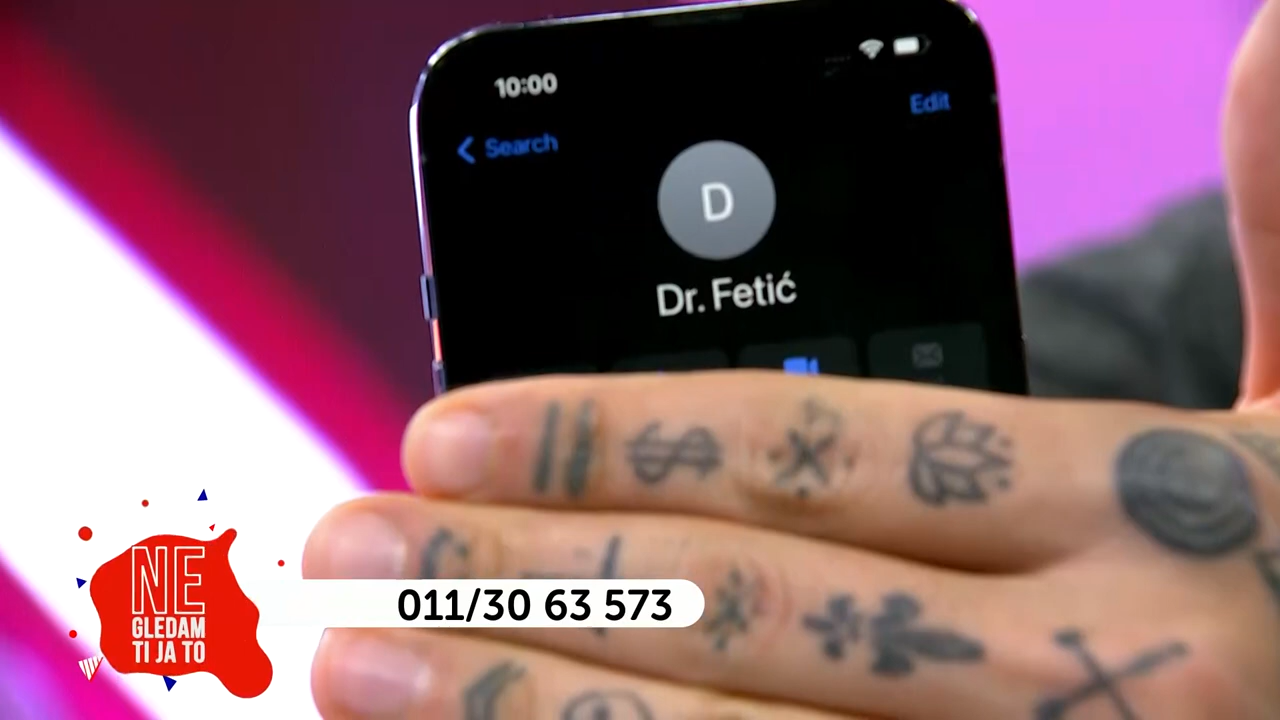 10:00
Edit
Search
D
Dr. Fetić
$
NE
GLEDAM
TI JA TO
011/30 63 573